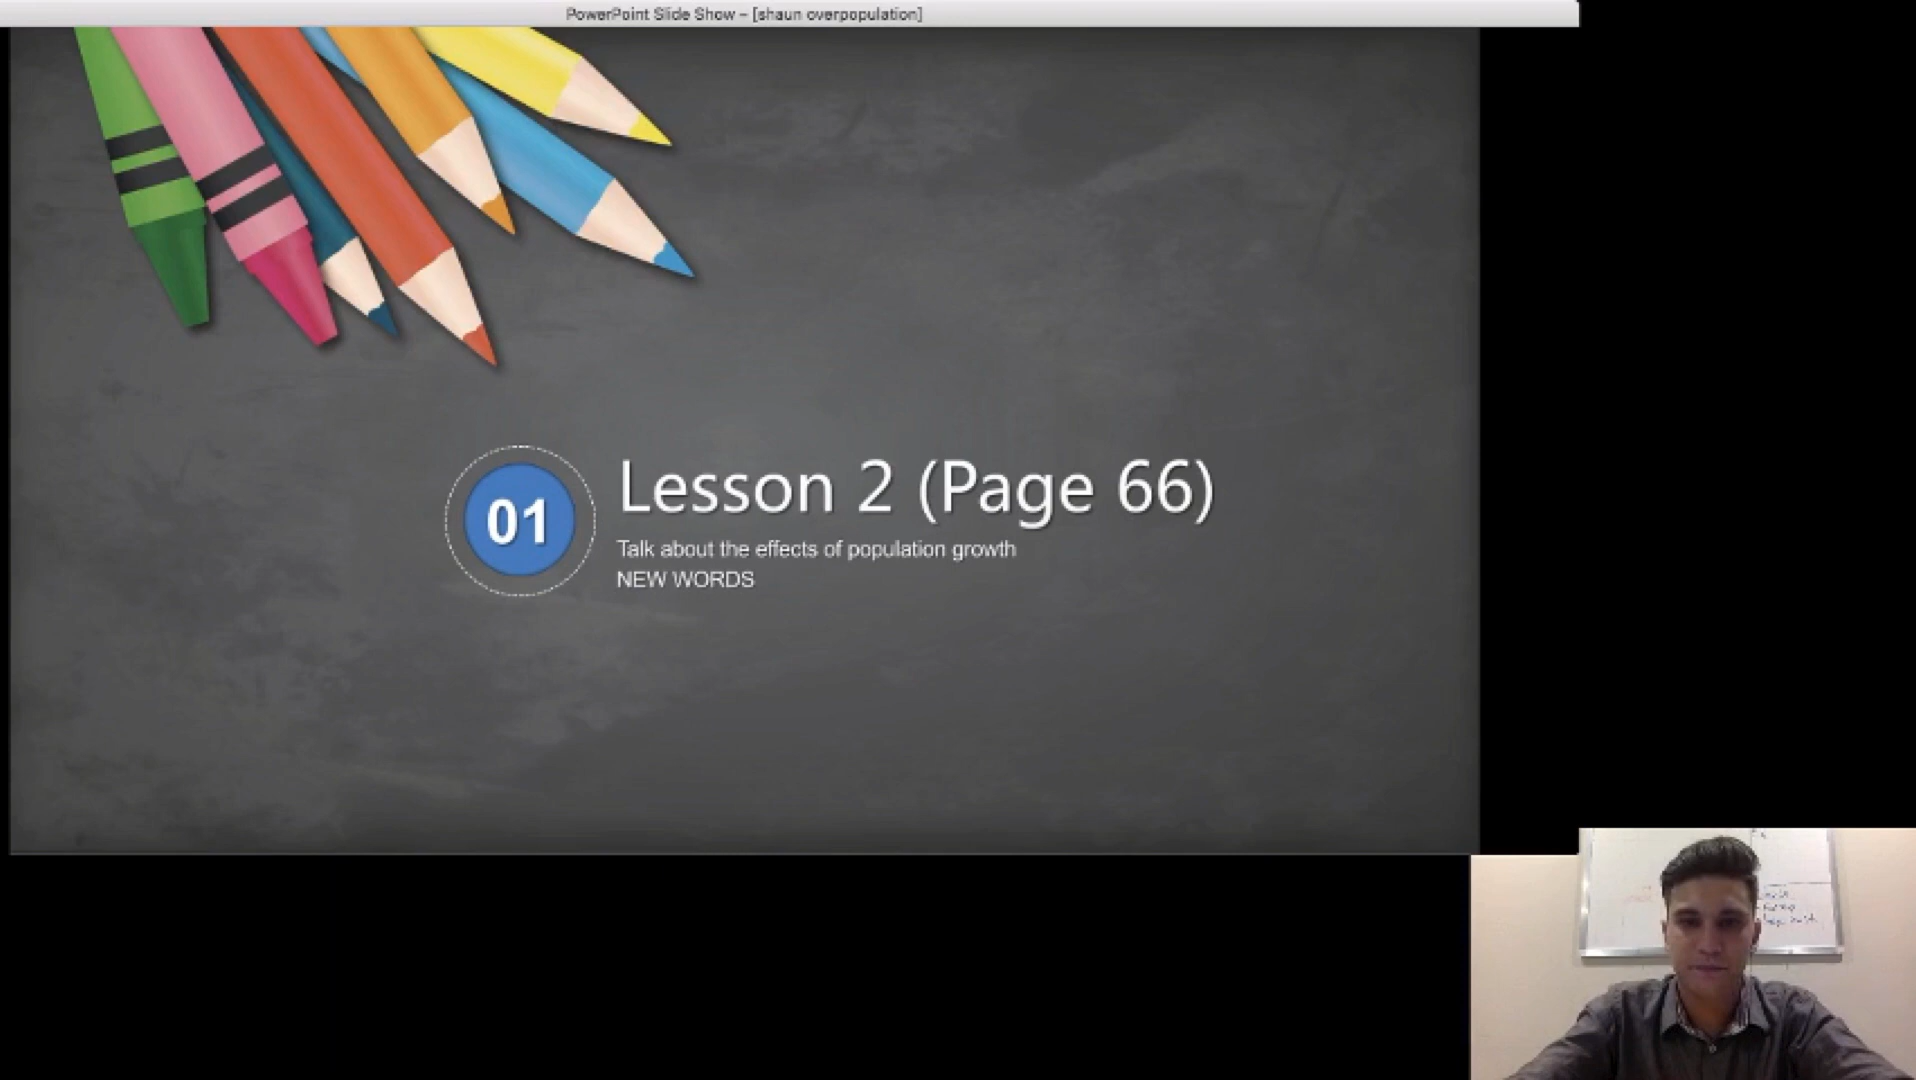 PowerPoint Slide Show – [shaun overpopulation]
01
Lesson 2 (Page 66)
Talk about the effects of population growth
NEW WORDS